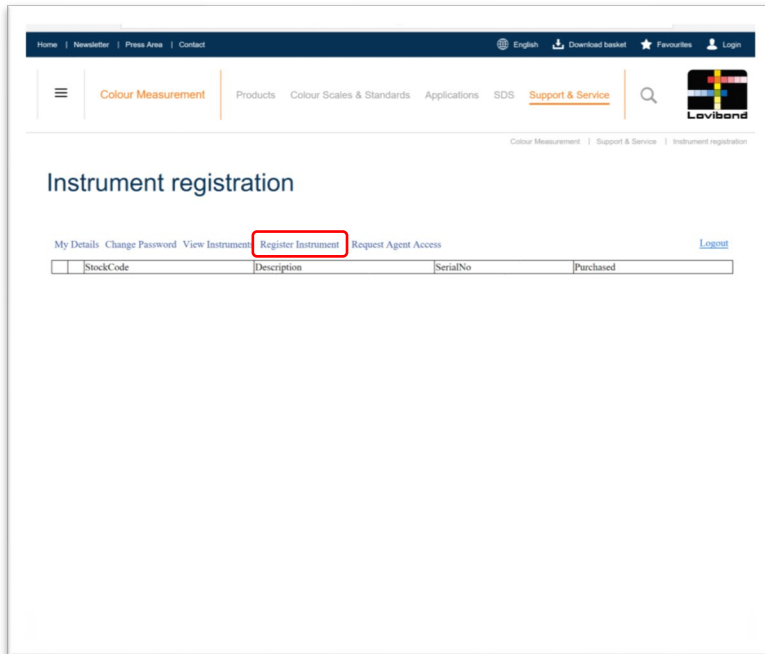 Home | Newsletter | Press Area | Contact English Download basket Favourites Login
Colour Measurement Products Colour Scales & Standards Applications SDS Support & Service Lovibond
Colour Measurement | Support & Service | Instrument registration
Instrument registration
My Details Change Password View Instruments Register Instrument Request Agent Access Logout
StockCode Description SerialNo Purchased